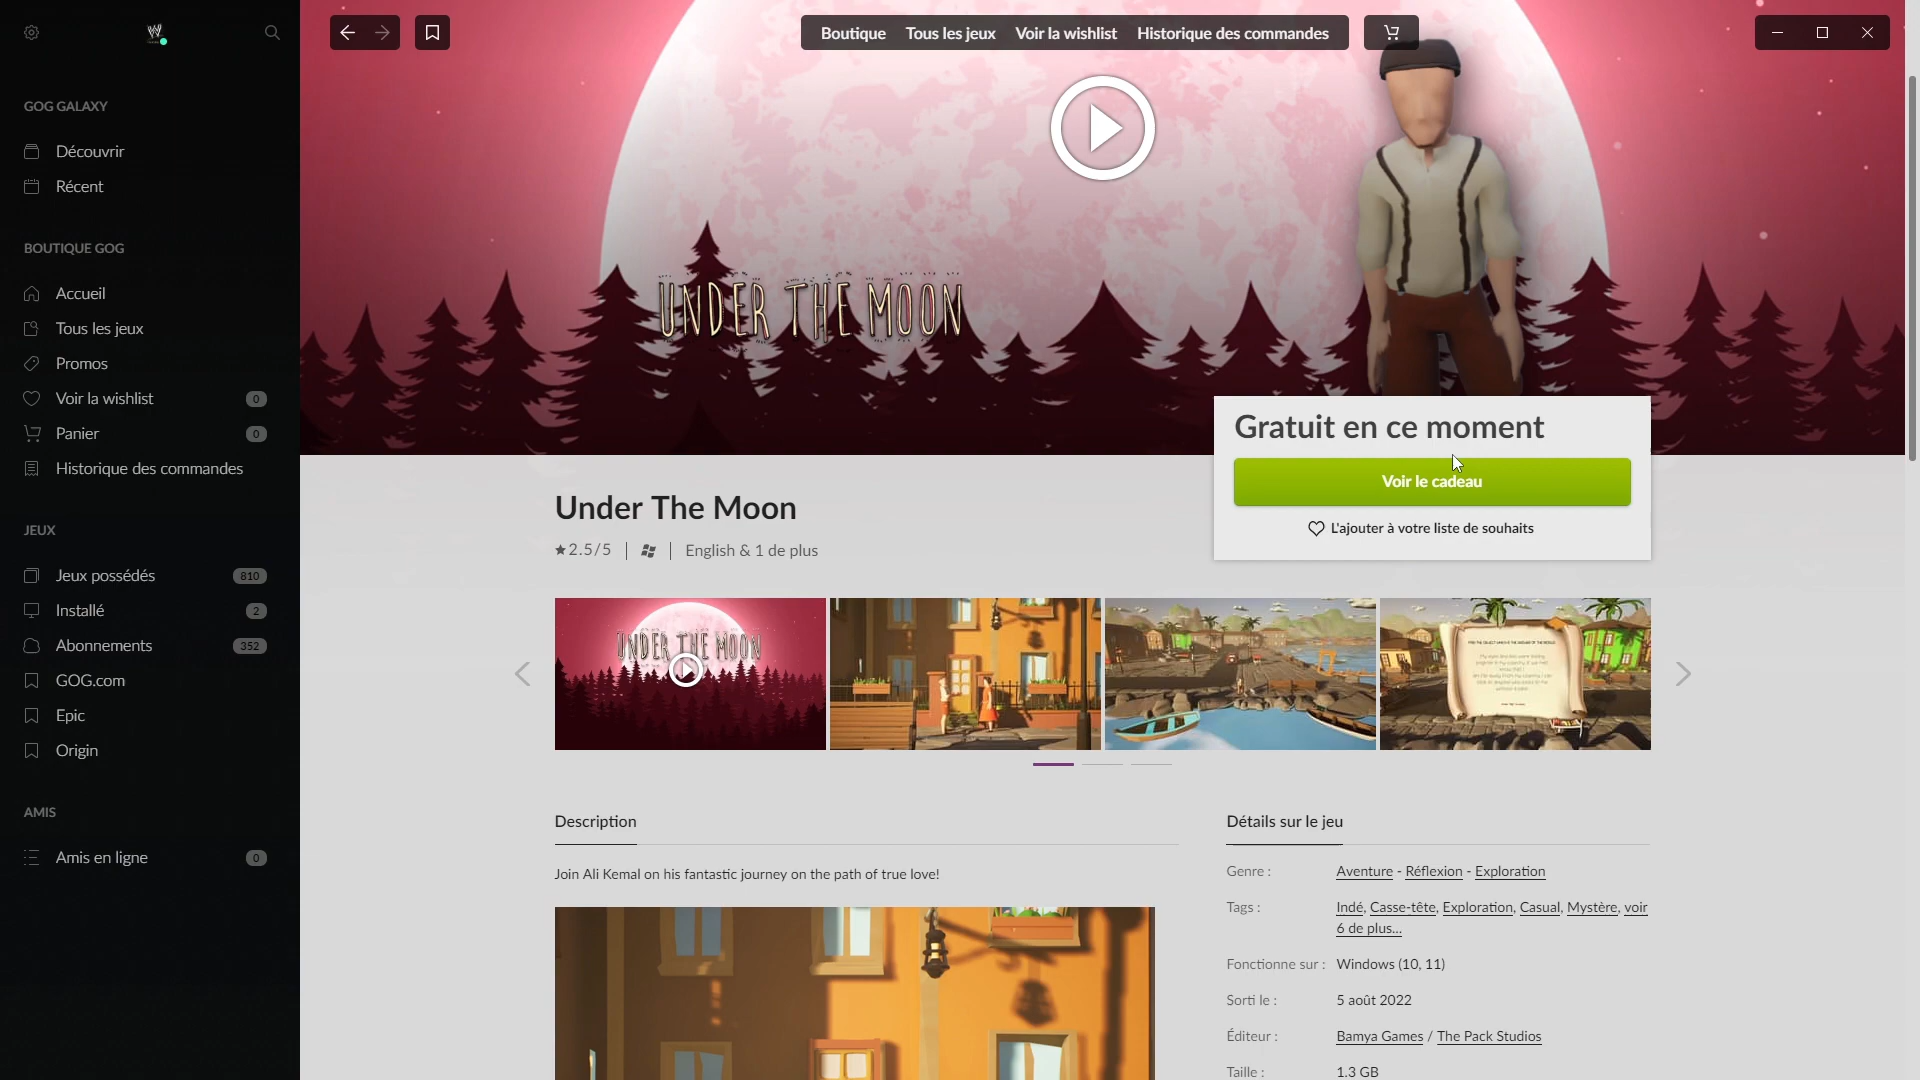 Boutique
Tous les jeux
Voir la wishlist
Historique des commandes
GOG GALAXY
Découvrir
Récent
BOUTIQUE GOG
Accueil
Tous les jeux
Promos
Voir la wishlist 0
Panier 0
Historique des commandes
JEUX
Jeux possédés 810
Installé 2
Abonnements 352
GOG.com
Epic
Origin
AMIS
Amis en ligne 0
UNDER THE MOON
Gratuit en ce moment
Voir le cadeau
L'ajouter à votre liste de souhaits
Under The Moon
2.5/5
English & 1 de plus
UNDER THE MOON
Description
Join Ali Kemal on his fantastic journey on the path of true love!
Détails sur le jeu
Genre : Aventure - Réflexion - Exploration
Tags : Indé, Casse-tête, Exploration, Casual, Mystère, voir
6 de plus...
Fonctionne sur : Windows (10, 11)
Sorti le : 5 août 2022
Éditeur : Bamya Games / The Pack Studios
Taille : 1.3 GB